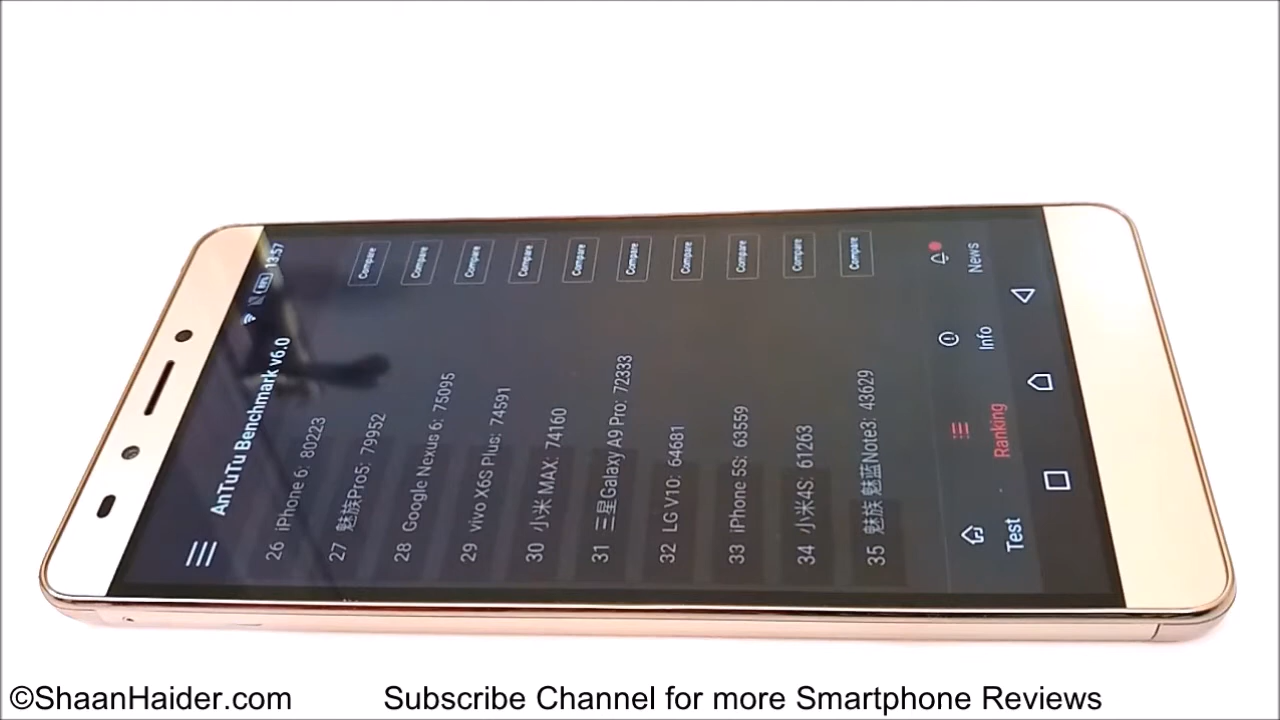 89% 13:57
AnTuTu Benchmark v6.0
26 iPhone 6: 80223 Compare
27 魅族Pro5: 79952 Compare
28 Google Nexus 6: 75095 Compare
29 vivo X6S Plus: 74591 Compare
30 小米 MAX: 74160 Compare
31 三星Galaxy A9 Pro: 72333 Compare
32 LG V10: 64681 Compare
33 iPhone 5S: 63559 Compare
34 小米4S: 61263 Compare
35 魅族 魅蓝Note3: 43629 Compare
Test Ranking Info News
©ShaanHaider.com
Subscribe Channel for more Smartphone Reviews